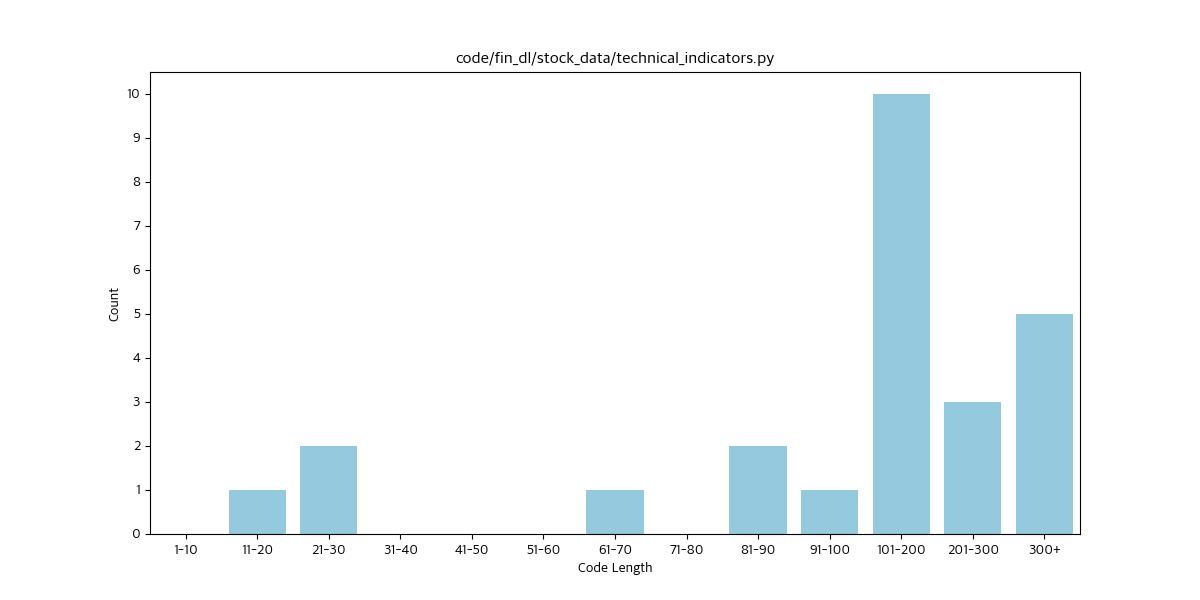 code/fin_dl/stock_data/technical_indicators.py
10
9
8
7
6
5
4
3
2
1
0
Count
1-10 11-20 21-30 31-40 41-50 51-60 61-70 71-80 81-90 91-100 101-200 201-300 300+
Code Length